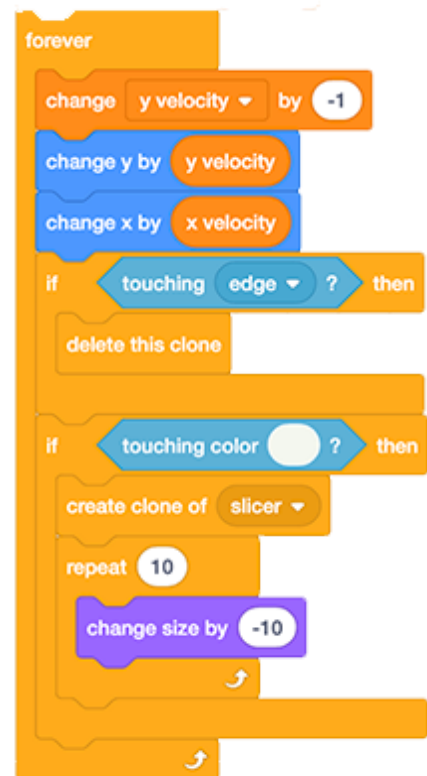 forever
change y velocity by -1
change y by y velocity
change x by x velocity
if touching edge ? then
delete this clone
if touching color ? then
create clone of slicer
repeat 10
change size by -10